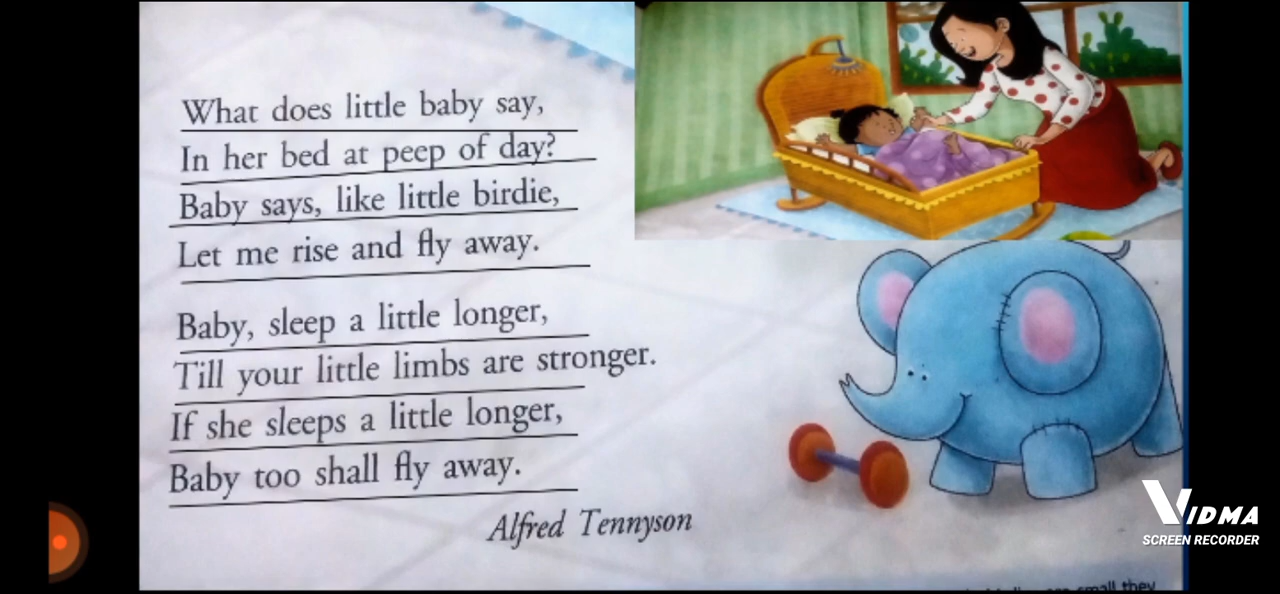 What does little baby say,
In her bed at peep of day?
Baby says, like little birdie,
Let me rise and fly away.
Baby, sleep a little longer,
Till your little limbs are stronger.
If she sleeps a little longer,
Baby too shall fly away.
Alfred Tennyson
VIDMA
SCREEN RECORDER
small they